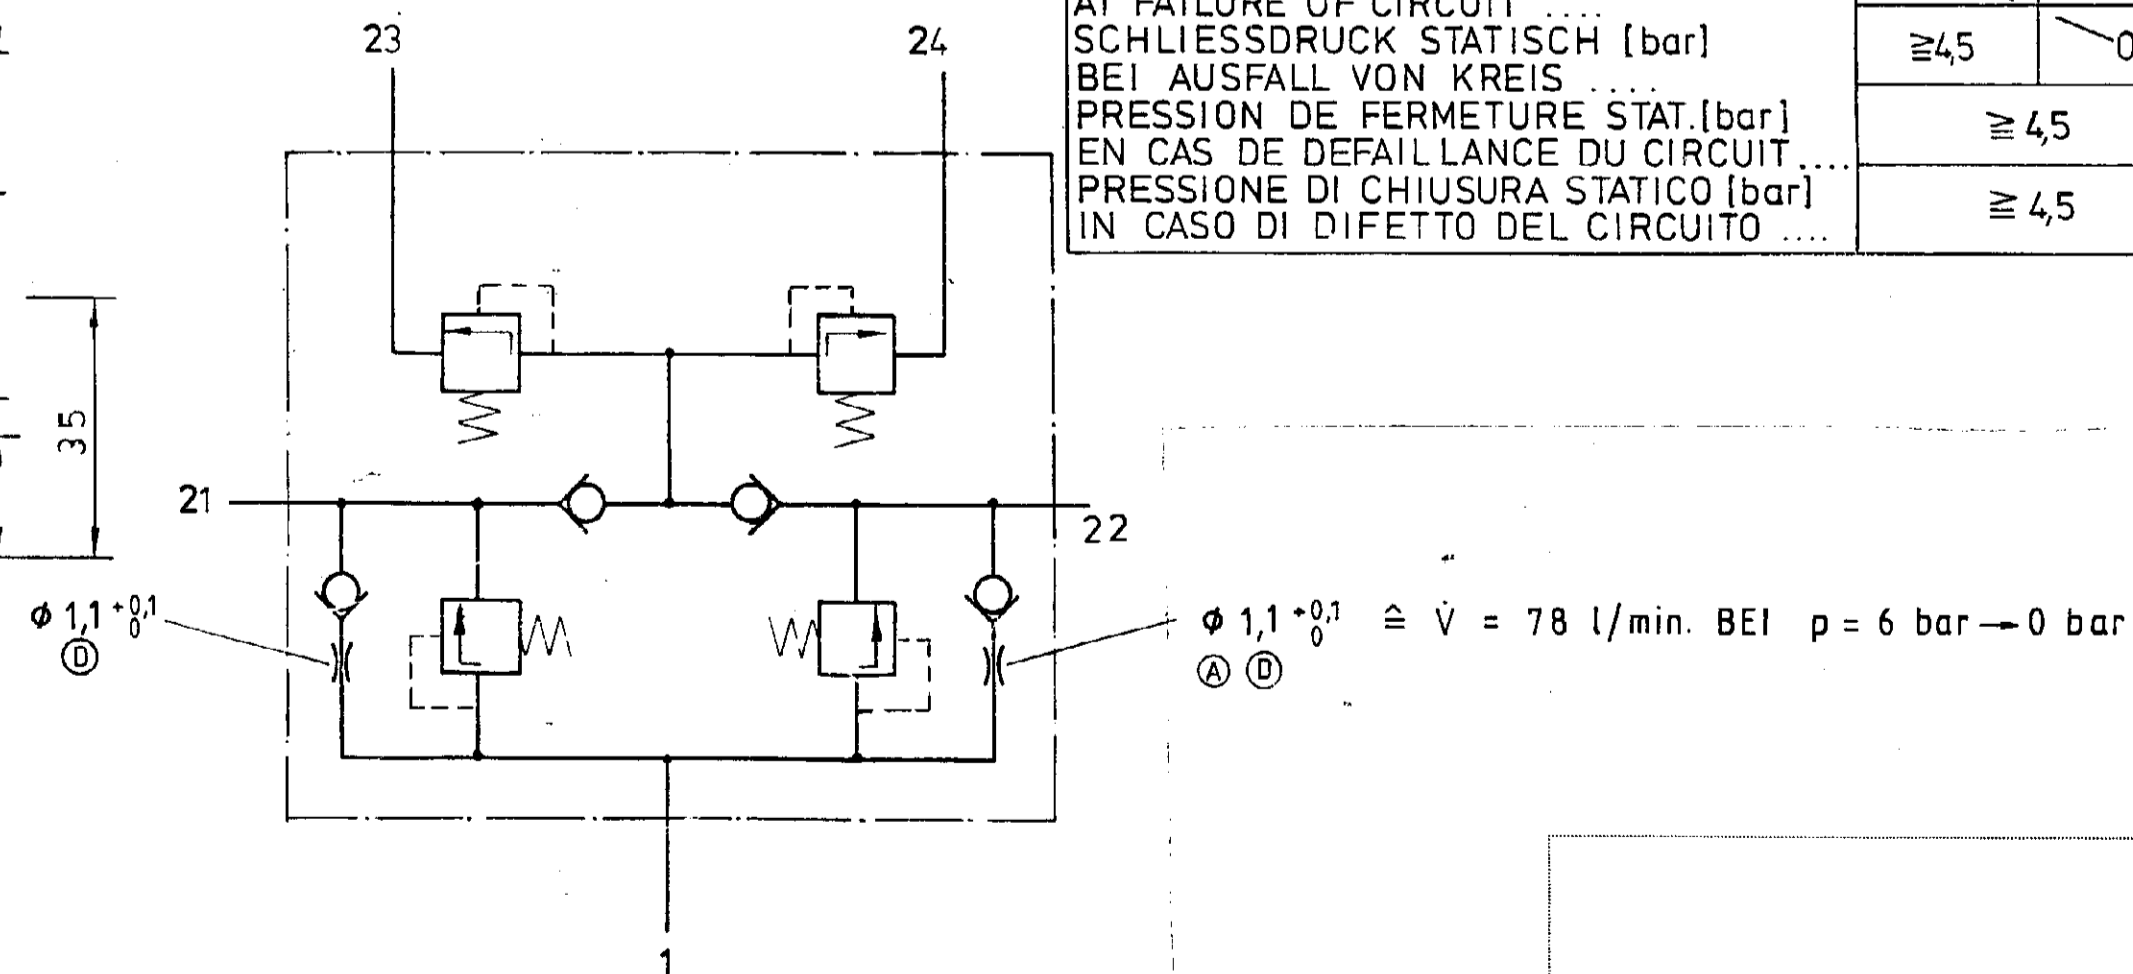 AT FAILURE OF CIRCUIT ....
SCHLIESSDRUCK STATISCH [bar]
BEI AUSFALL VON KREIS ....
PRESSION DE FERMETURE STAT.[bar]
EN CAS DE DEFAILLANCE DU CIRCUIT....
PRESSIONE DI CHIUSURA STATICO [bar]
IN CASO DI DIFETTO DEL CIRCUITO ....
≧4,5
0
≧ 4,5
≧ 4,5
23
24
35
21
22
ϕ 1,1 +0,1 0
D
ϕ 1,1 +0,1 0 ≙ V̇ = 78 l/min. BEI p = 6 bar → 0 bar
A D
1